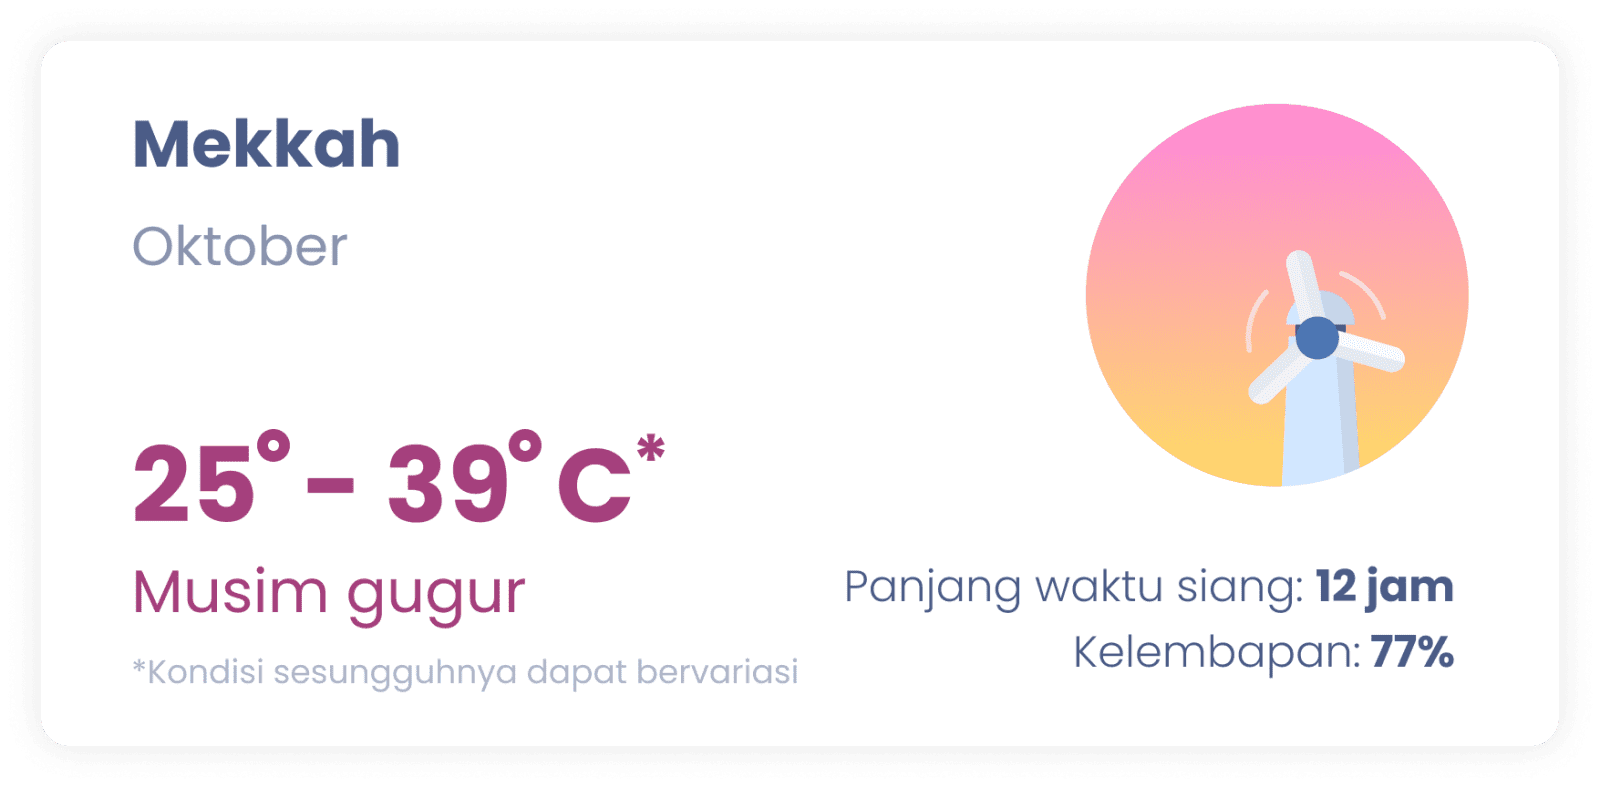 Mekkah
Oktober
25° - 39° C*
Musim gugur
*Kondisi sesungguhnya dapat bervariasi
Panjang waktu siang: 12 jam
Kelembapan: 77%